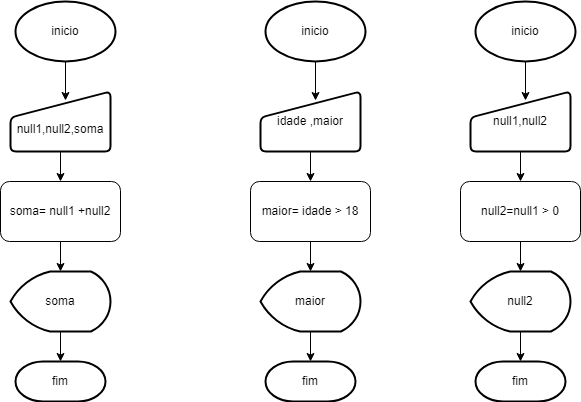 inicio
null1,null2,soma
soma= null1 +null2
soma
fim
inicio
idade ,maior
maior= idade > 18
maior
fim
inicio
null1,null2
null2=null1 > 0
null2
fim